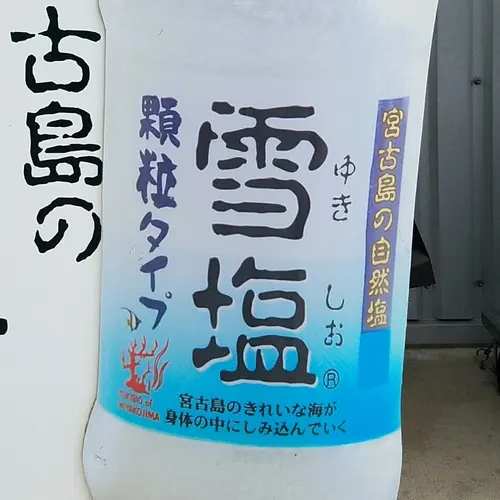 古島の
宮古島の自然塩
雪塩
ゆき
しお
®
顆粒タイプ
宮古島のきれいな海が
身体の中にしみ込んでいく
MIYAKOJIMA